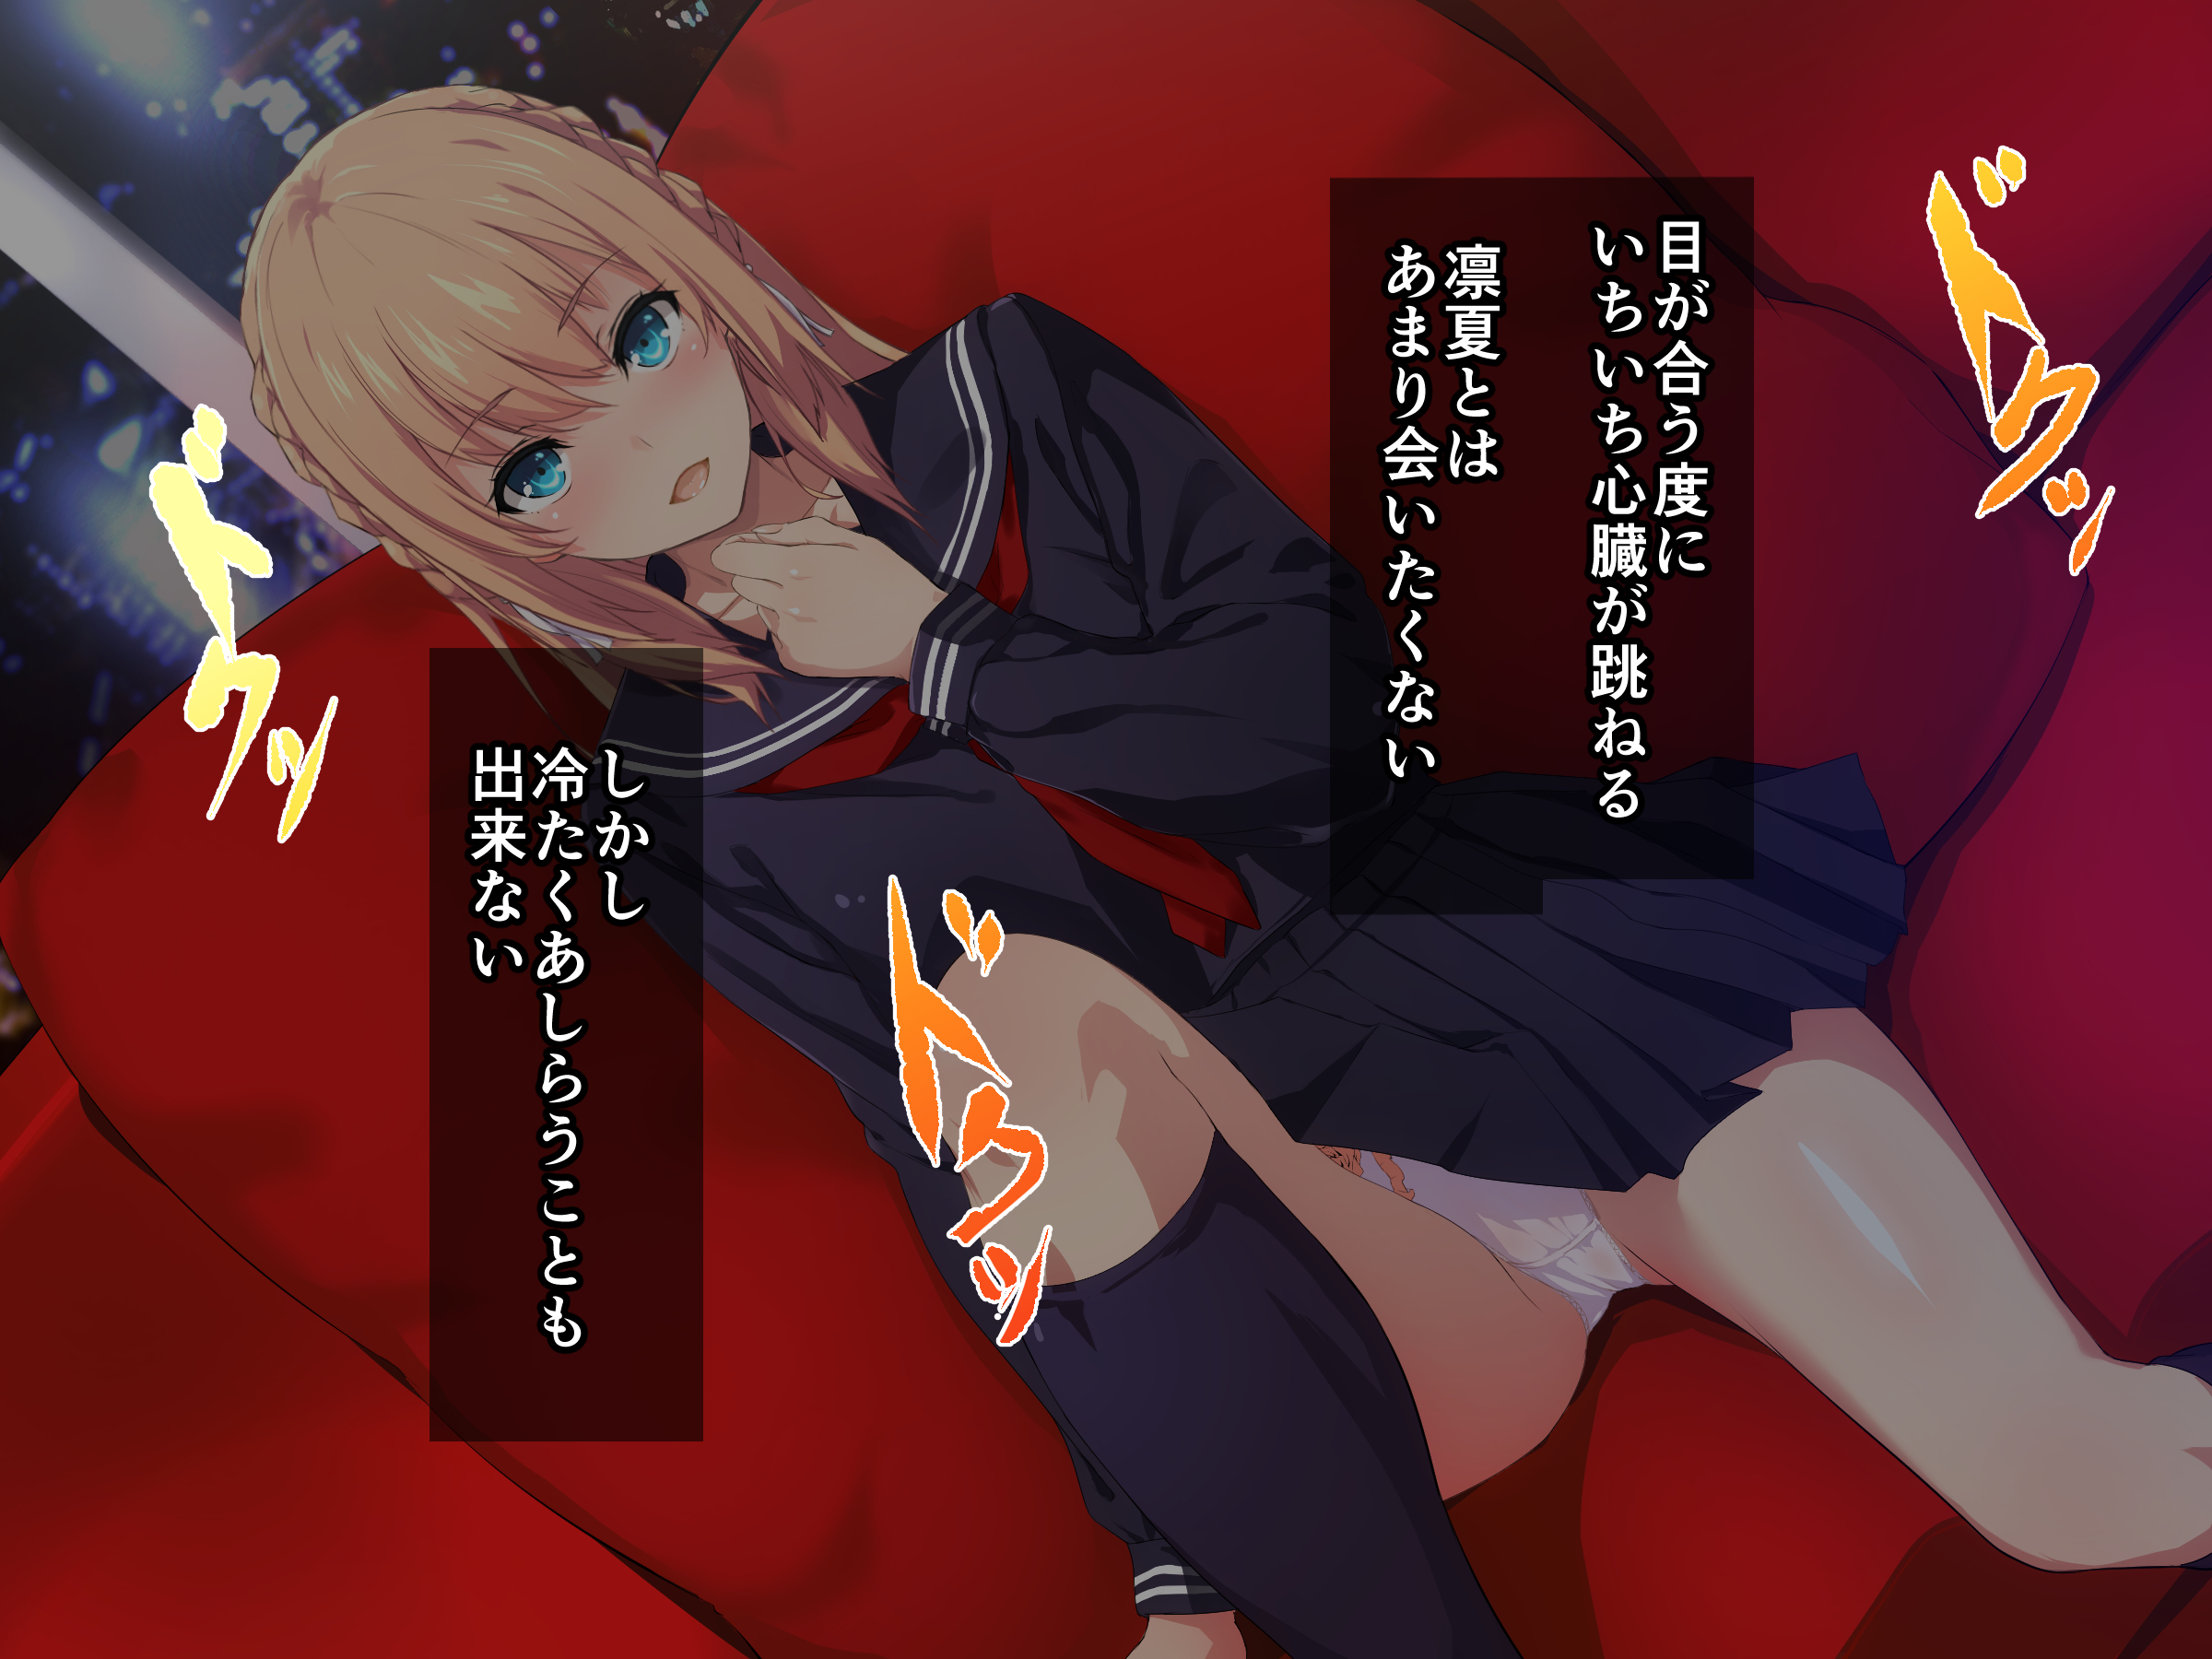 目が合う度に
いちいち心臓が跳ねる
凛夏とは
あまり会いたくない
しかし
冷たくあしらうことも
出来ない
ドクッ
ドクッ
ドクッ